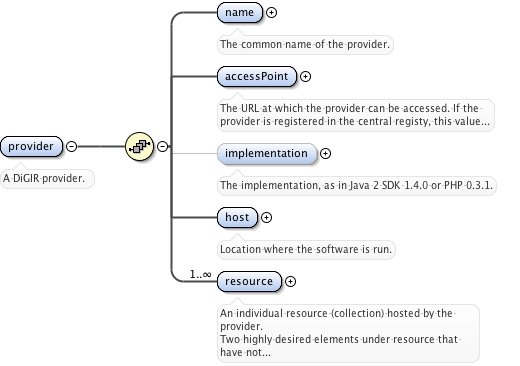 name
The common name of the provider.
accessPoint
The URL at which the provider can be accessed. If the
provider is registered in the central registy, this value...
provider
A DiGIR provider.
implementation
The implementation, as in Java 2 SDK 1.4.0 or PHP 0.3.1.
host
Location where the software is run.
1..∞
resource
An individual resource (collection) hosted by the
provider.
Two highly desired elements under resource that
have not...